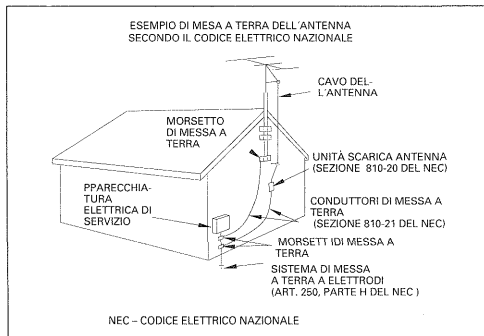 ESEMPIO DI MESA A TERRA DELL´ANTENNA
SECONDO IL CODICE ELETTRICO NAZIONALE
CAVO DEL-
L´ANTENNA
MORSETTO
DI MESSA A
TERRA
UNITÀ SCARICA ANTENNA
(SEZIONE 810-20 DEL NEC)
PPARECCHIA-
TURA
ELETTRICA DI
SERVIZIO
CONDUTTORI DI MESSA A
TERRA
(SEZIONE 810-21 DEL NEC)
MORSETT IDI MESSA A
TERRA
SISTEMA DI MESSA
A TERRA A ELETTRODI
(ART. 250, PARTE H DEL NEC )
NEC – CODICE ELETTRICO NAZIONALE